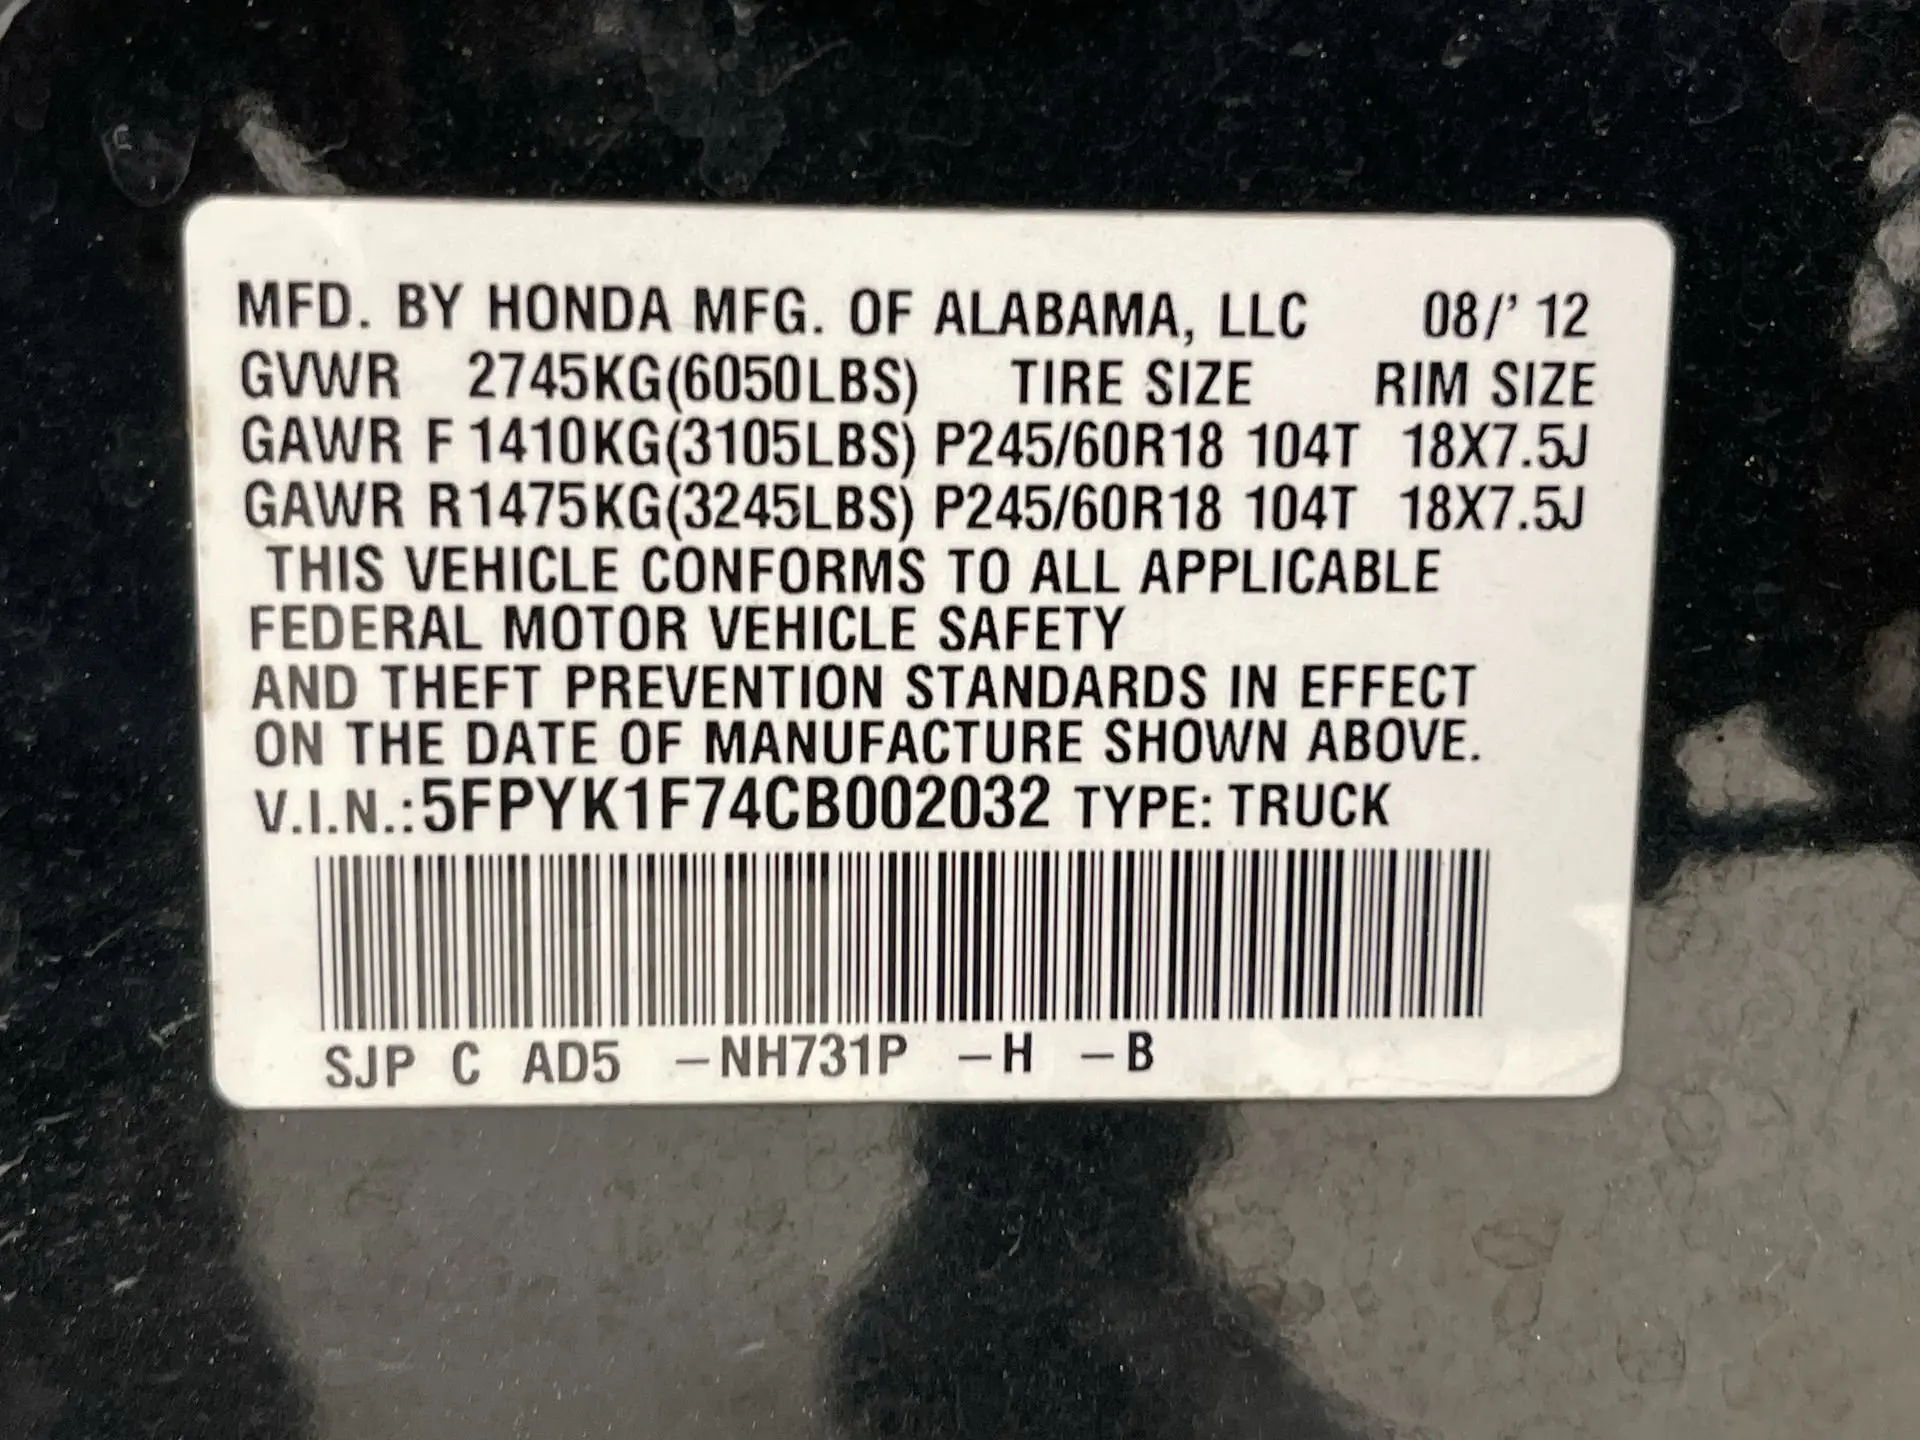 MFD. BY HONDA MFG. OF ALABAMA, LLC 08/' 12
GVWR 2745KG(6050LBS) TIRE SIZE RIM SIZE
GAWR F 1410KG(3105LBS) P245/60R18 104T 18X7.5J
GAWR R1475KG(3245LBS) P245/60R18 104T 18X7.5J
THIS VEHICLE CONFORMS TO ALL APPLICABLE
FEDERAL MOTOR VEHICLE SAFETY
AND THEFT PREVENTION STANDARDS IN EFFECT
ON THE DATE OF MANUFACTURE SHOWN ABOVE.
V.I.N.:5FPYK1F74CB002032 TYPE: TRUCK
SJP C AD5 –NH731P –H –B